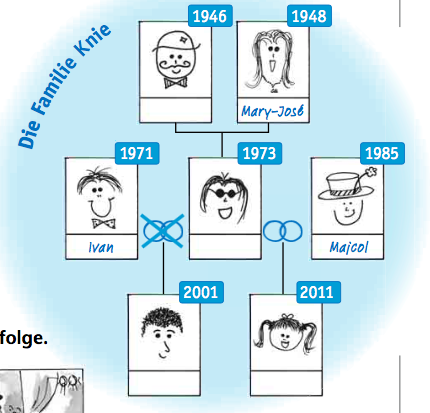 Die Familie Knie
1946
1948
Mary-José
1971
1973
1985
Ivan
Majcol
2001
2011
folge.